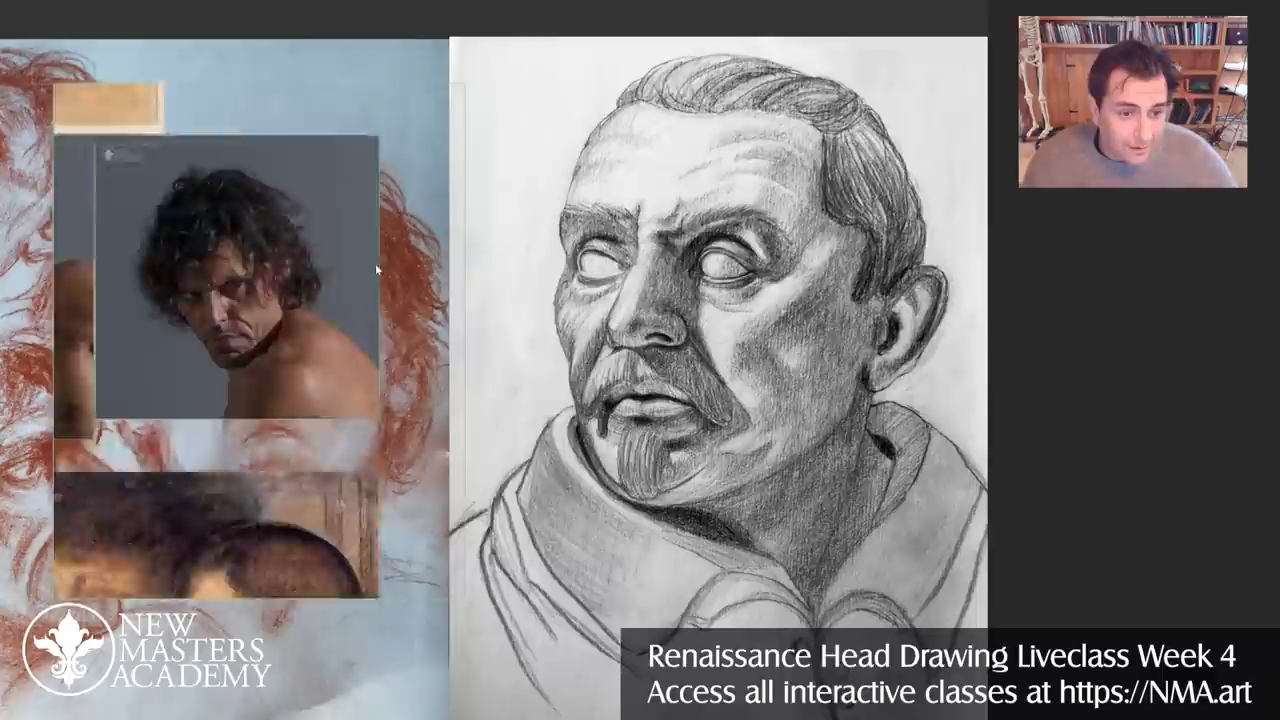 NEW
MASTERS
ACADEMY
Renaissance Head Drawing Liveclass Week 4
Access all interactive classes at https://NMA.art